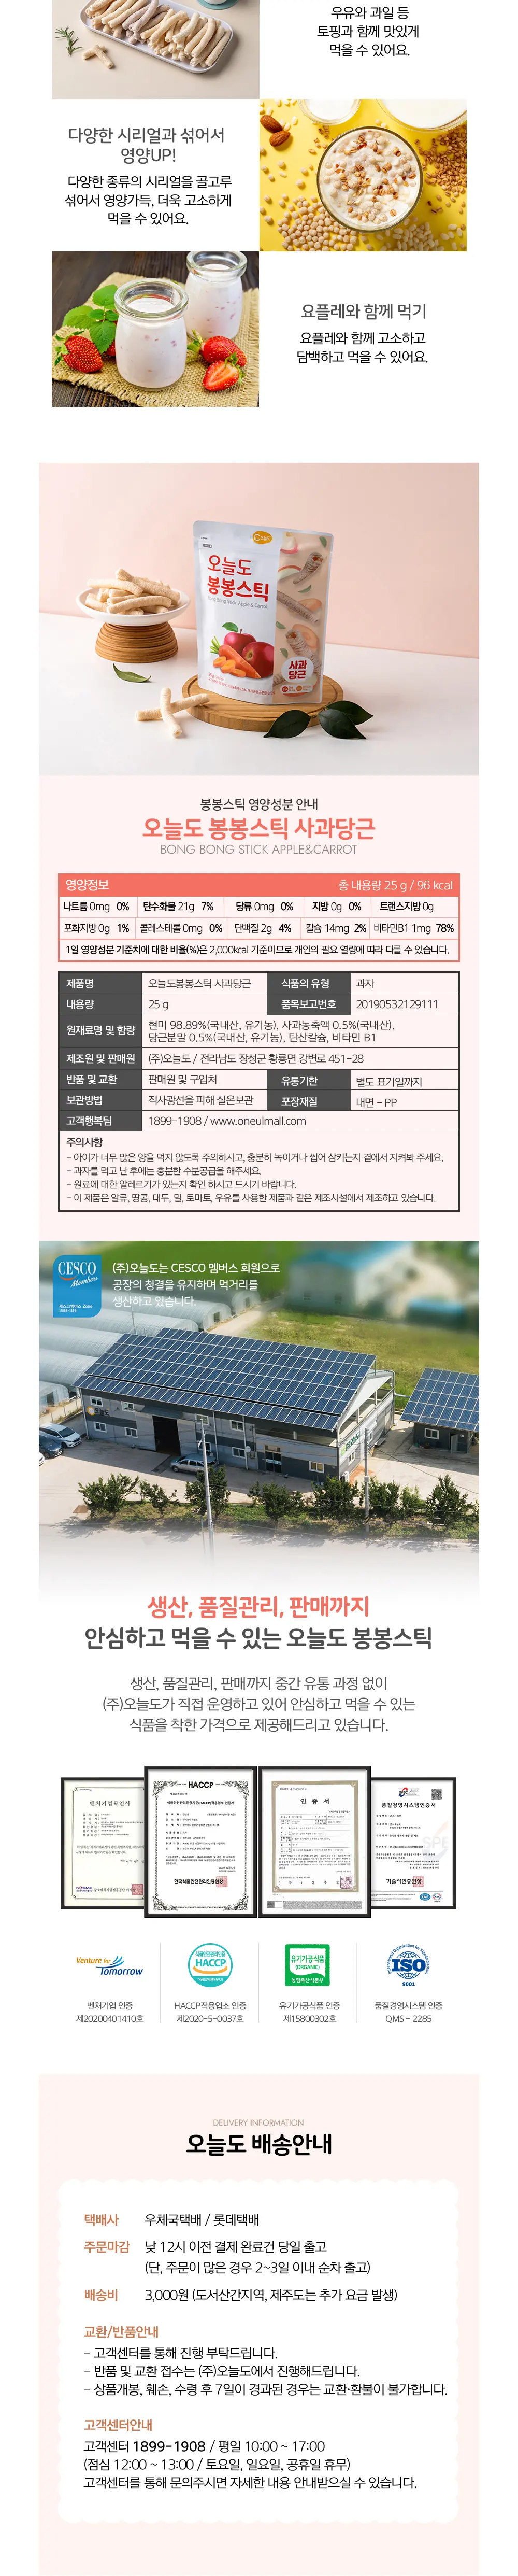 우유와 과일 등
토핑과 함께 맛있게
먹을 수 있어요.
다양한 시리얼과 섞어서
영양UP!
다양한 종류의 시리얼을 골고루
섞어서 영양가득, 더욱 고소하게
먹을 수 있어요.
요플레와 함께 먹기
요플레와 함께 고소하고
담백하고 먹을 수 있어요.
오늘도
봉봉스틱
Bong Bong Stick Apple & Carrot
사과
당근
봉봉스틱 영양성분 안내
오늘도 봉봉스틱 사과당근
BONG BONG STICK APPLE&CARROT
영양정보 총 내용량 25 g / 96 kcal
나트륨 0mg 0% 탄수화물 21g 7% 당류 0mg 0% 지방 0g 0% 트랜스지방 0g
포화지방 0g 1% 콜레스테롤 0mg 0% 단백질 2g 4% 칼슘 14mg 2% 비타민B1 1mg 78%
1일 영양성분 기준치에 대한 비율(%)은 2,000kcal 기준이므로 개인의 필요 열량에 따라 다를 수 있습니다.
제품명 오늘도봉봉스틱 사과당근 식품의 유형 과자
내용량 25 g 품목보고번호 20190532129111
원재료명 및 함량 현미 98.89%(국내산, 유기농), 사과농축액 0.5%(국내산),
당근분말 0.5%(국내산, 유기농), 탄산칼슘, 비타민 B1
제조원 및 판매원 (주)오늘도 / 전라남도 장성군 황룡면 강변로 451-28
반품 및 교환 판매원 및 구입처 유통기한 별도 표기일까지
보관방법 직사광선을 피해 실온보관 포장재질 내면 - PP
고객행복팀 1899-1908 / www.oneulmall.com
주의사항
- 아이가 너무 많은 양을 먹지 않도록 주의하시고, 충분히 녹이거나 씹어 삼키는지 곁에서 지켜봐 주세요.
- 과자를 먹고 난 후에는 충분한 수분공급을 해주세요.
- 원료에 대한 알레르기가 있는지 확인 하시고 드시기 바랍니다.
- 이 제품은 알류, 땅콩, 대두, 밀, 토마토, 우유를 사용한 제품과 같은 제조시설에서 제조하고 있습니다.
CESCO
Members
세스코멤버스 Zone
(주)오늘도는 CESCO 멤버스 회원으로
공장의 청결을 유지하며 먹거리를
생산하고 있습니다.
생산, 품질관리, 판매까지
안심하고 먹을 수 있는 오늘도 봉봉스틱
생산, 품질관리, 판매까지 중간 유통 과정 없이
(주)오늘도가 직접 운영하고 있어 안심하고 먹을 수 있는
식품을 착한 가격으로 제공해드리고 있습니다.
벤처기업확인서
HACCP
한국식품안전관리인증원장
인 증 서
품질경영시스템인증서
기술사인증원장
Venture for
Tomorrow
식품안전관리인증
HACCP
식품의약품안전처
유기가공식품
(ORGANIC)
농림축산식품부
ISO
9001
벤처기업 인증
제20200401410호
HACCP적용업소 인증
제2020-5-0037호
유기가공식품 인증
제15800302호
품질경영시스템 인증
QMS - 2285
DELIVERY INFORMATION
오늘도 배송안내
택배사 우체국택배 / 롯데택배
주문마감 낮 12시 이전 결제 완료건 당일 출고
(단, 주문이 많은 경우 2~3일 이내 순차 출고)
배송비 3,000원 (도서산간지역, 제주도는 추가 요금 발생)
교환/반품안내
- 고객센터를 통해 진행 부탁드립니다.
- 반품 및 교환 접수는 (주)오늘도에서 진행해드립니다.
- 상품개봉, 훼손, 수령 후 7일이 경과된 경우는 교환·환불이 불가합니다.
고객센터안내
고객센터 1899-1908 / 평일 10:00 ~ 17:00
(점심 12:00 ~ 13:00 / 토요일, 일요일, 공휴일 휴무)
고객센터를 통해 문의주시면 자세한 내용 안내받으실 수 있습니다.